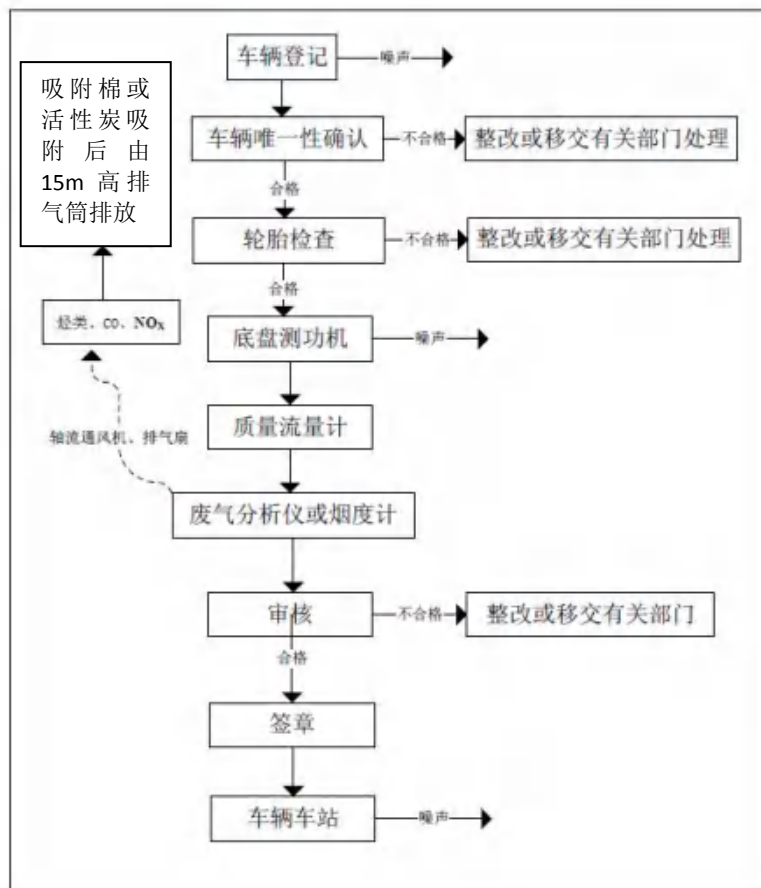 车辆登记
噪声
吸附棉或
活性炭吸
附后由
15m 高排
气筒排放
车辆唯一性确认
不合格
整改或移交有关部门处理
合格
轮胎检查
不合格
整改或移交有关部门处理
合格
烃类、CO、NOX
底盘测功机
噪声
轴流通风机、排气扇
质量流量计
废气分析仪或烟度计
审核
不合格
整改或移交有关部门
合格
签章
车辆车站
噪声